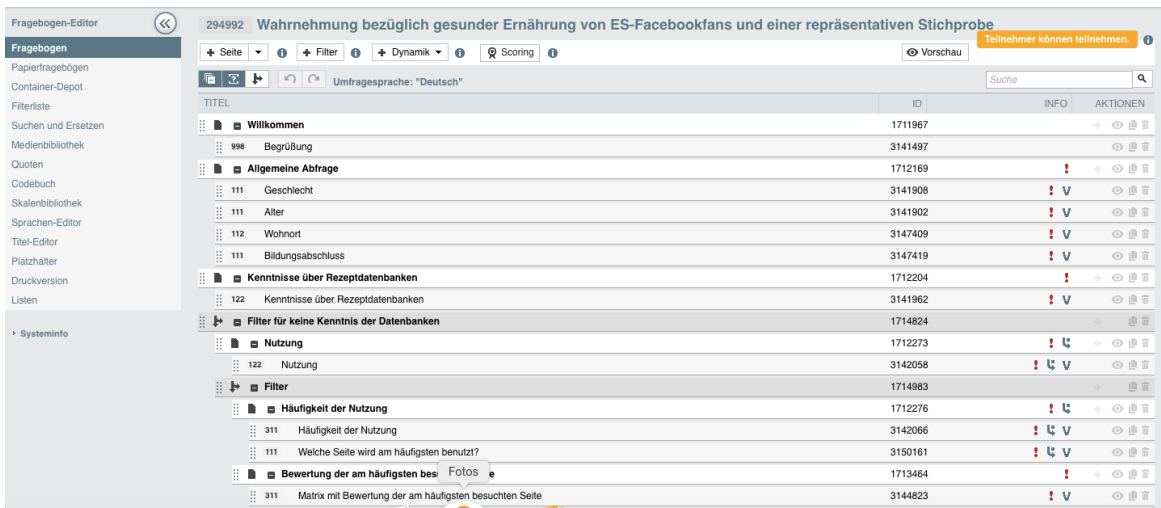 Fragebogen-Editor
294992 Wahrnehmung bezüglich gesunder Ernährung von ES-Facebookfans und einer repräsentativen Stichprobe
Teilnehmer können teilnehmen.
Fragebogen
Papierfragebögen
Container-Depot
Filterliste
Suchen und Ersetzen
Medienbibliothek
Quoten
Codebuch
Skalenbibliothek
Sprachen-Editor
Titel-Editor
Platzhalter
Druckversion
Listen
Systeminfo
+ Seite + Filter + Dynamik Scoring Vorschau
Umfragesprache: "Deutsch" Suche
TITEL ID INFO AKTIONEN
Willkommen 1711967
998 Begrüßung 3141497
Allgemeine Abfrage 1712169
111 Geschlecht 3141908
111 Alter 3141902
112 Wohnort 3147409
111 Bildungsabschluss 3147419
Kenntnisse über Rezeptdatenbanken 1712204
122 Kenntnisse über Rezeptdatenbanken 3141962
Filter für keine Kenntnis der Datenbanken 1714824
Nutzung 1712273
122 Nutzung 3142058
Filter 1714983
Häufigkeit der Nutzung 1712276
311 Häufigkeit der Nutzung 3142066
111 Welche Seite wird am häufigsten benutzt? 3150161
Bewertung der am häufigsten 1713464
Fotos
311 Matrix mit Bewertung der am häufigsten besuchten Seite 3144823